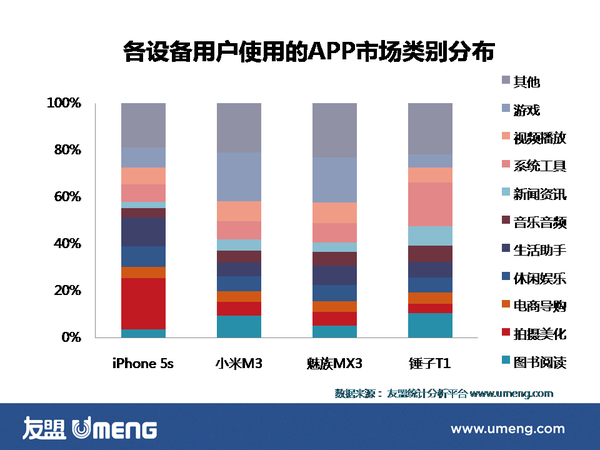 各设备用户使用的APP市场类别分布
100%
80%
60%
40%
20%
0%
iPhone 5s
小米M3
魅族MX3
锤子T1
其他
游戏
视频播放
系统工具
新闻资讯
音乐音频
生活助手
休闲娱乐
电商导购
拍摄美化
图书阅读
数据来源： 友盟统计分析平台 www.umeng.com
友盟 UMENG
www.umeng.com